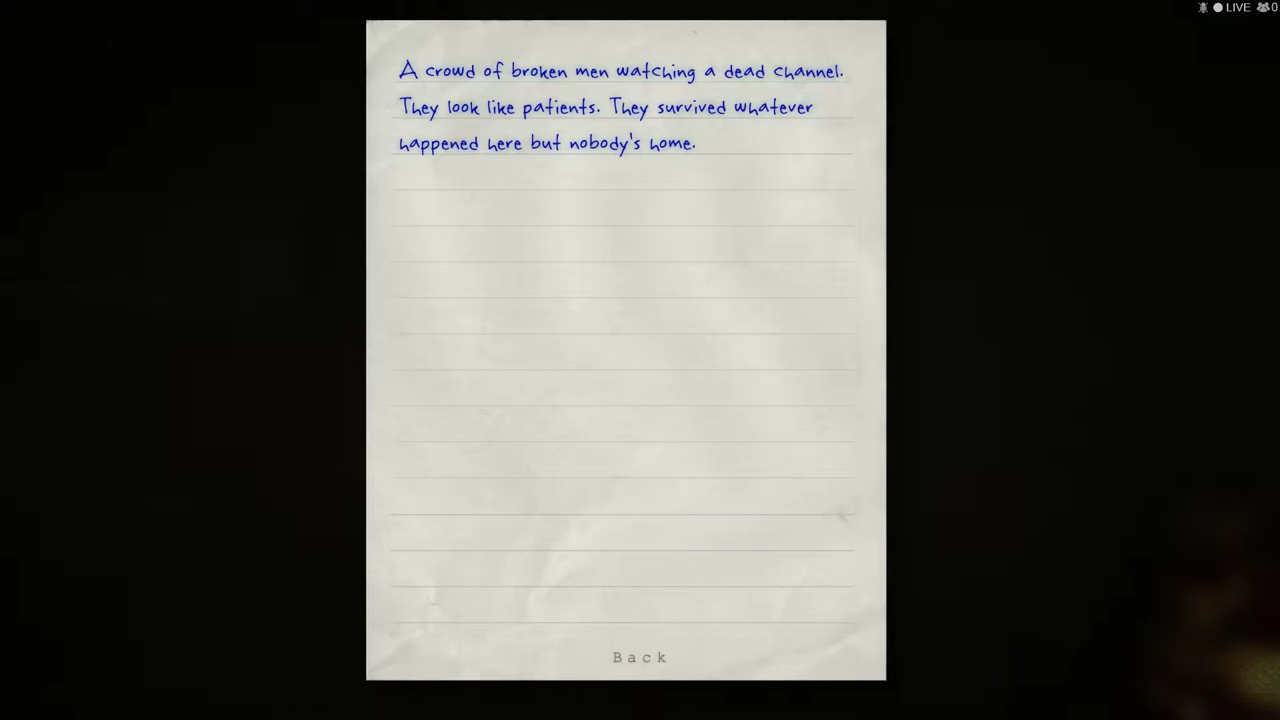 LIVE 0
A crowd of broken men watching a dead channel.
They look like patients. They survived whatever
happened here but nobody's home.
Back